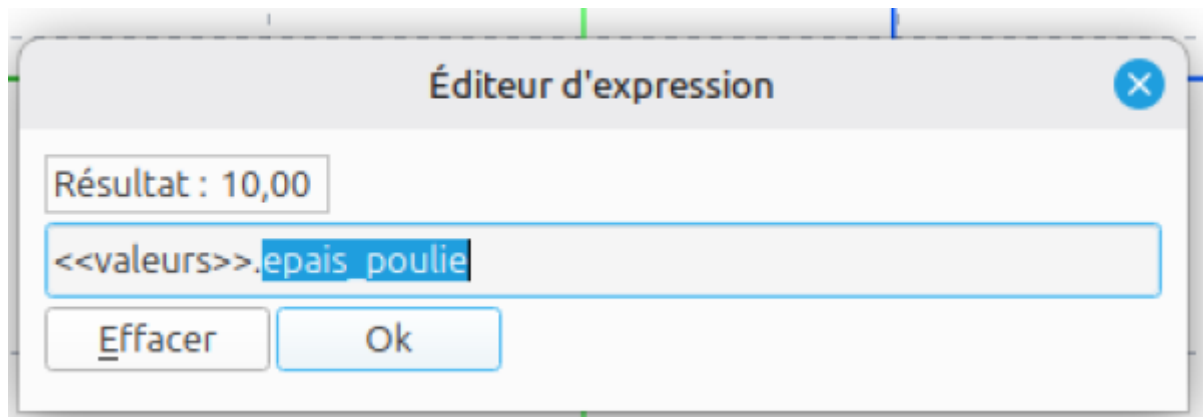 Éditeur d'expression
Résultat : 10,00
<<valeurs>>.epais_poulie
Effacer
Ok